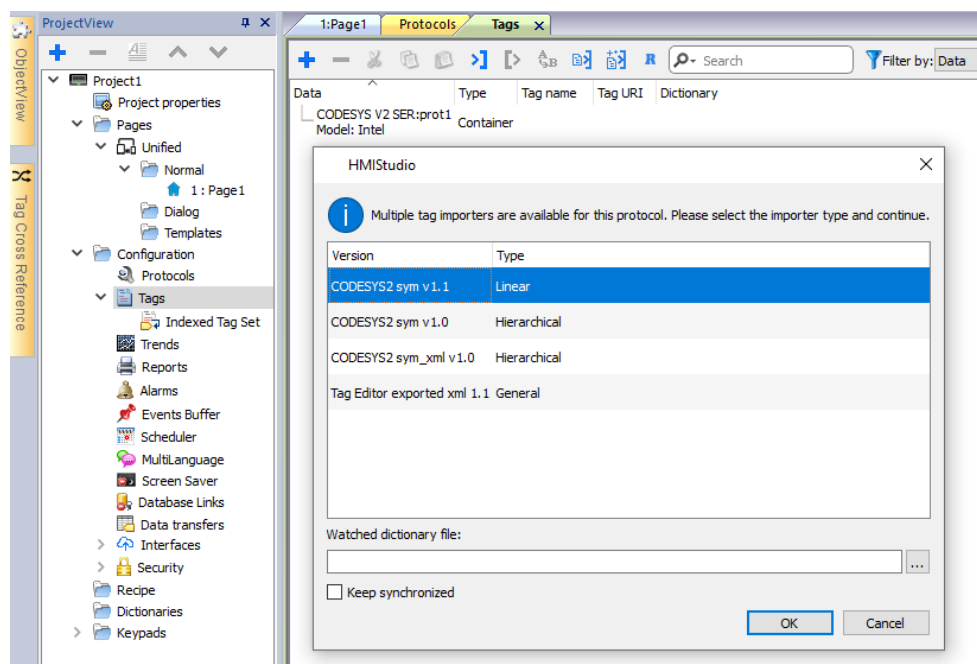 ProjectView
ObjectView
Tag Cross Reference
Project1
Project properties
Pages
Unified
Normal
1 : Page1
Dialog
Templates
Configuration
Protocols
Tags
Indexed Tag Set
Trends
Reports
Alarms
Events Buffer
Scheduler
MultiLanguage
Screen Saver
Database Links
Data transfers
Interfaces
Security
Recipe
Dictionaries
Keypads
1:Page1 Protocols Tags
Search
Filter by: Data
Data Type Tag name Tag URI Dictionary
CODESYS V2 SER:prot1 Container
Model: Intel
HMIStudio
Multiple tag importers are available for this protocol. Please select the importer type and continue.
Version Type
CODESYS2 sym v1.1 Linear
CODESYS2 sym v1.0 Hierarchical
CODESYS2 sym_xml v1.0 Hierarchical
Tag Editor exported xml 1.1 General
Watched dictionary file:
...
Keep synchronized
OK Cancel